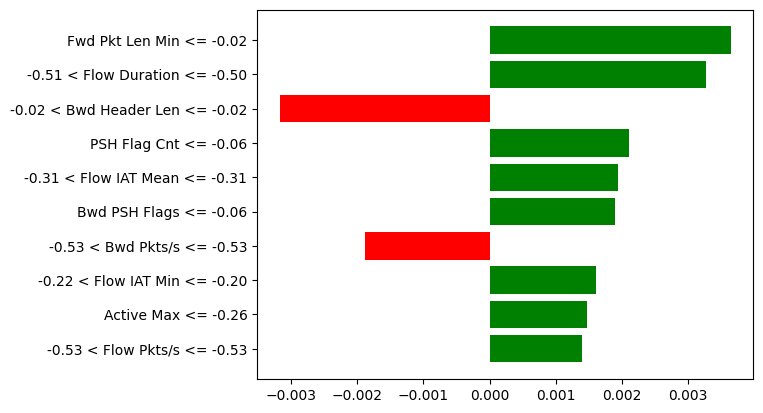 Fwd Pkt Len Min <= -0.02
-0.51 < Flow Duration <= -0.50
-0.02 < Bwd Header Len <= -0.02
PSH Flag Cnt <= -0.06
-0.31 < Flow IAT Mean <= -0.31
Bwd PSH Flags <= -0.06
-0.53 < Bwd Pkts/s <= -0.53
-0.22 < Flow IAT Min <= -0.20
Active Max <= -0.26
-0.53 < Flow Pkts/s <= -0.53
−0.003 −0.002 −0.001 0.000 0.001 0.002 0.003